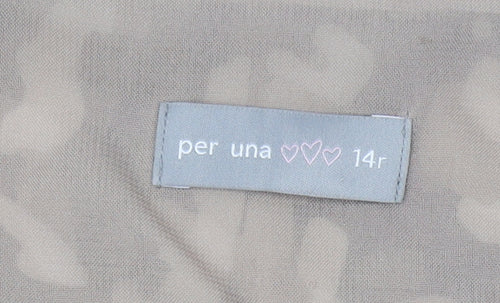 per una ♡♡♡ 14r